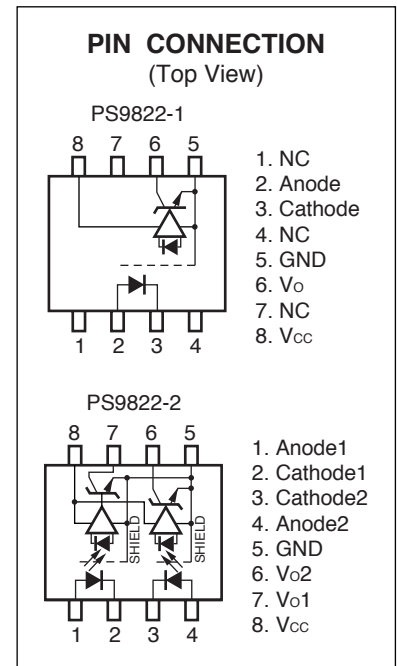 PIN CONNECTION
(Top View)
PS9822-1
8 7 6 5
1. NC
2. Anode
3. Cathode
4. NC
5. GND
6. VO
7. NC
8. VCC
1 2 3 4
PS9822-2
8 7 6 5
SHIELD
SHIELD
1. Anode1
2. Cathode1
3. Cathode2
4. Anode2
5. GND
6. VO2
7. VO1
8. VCC
1 2 3 4